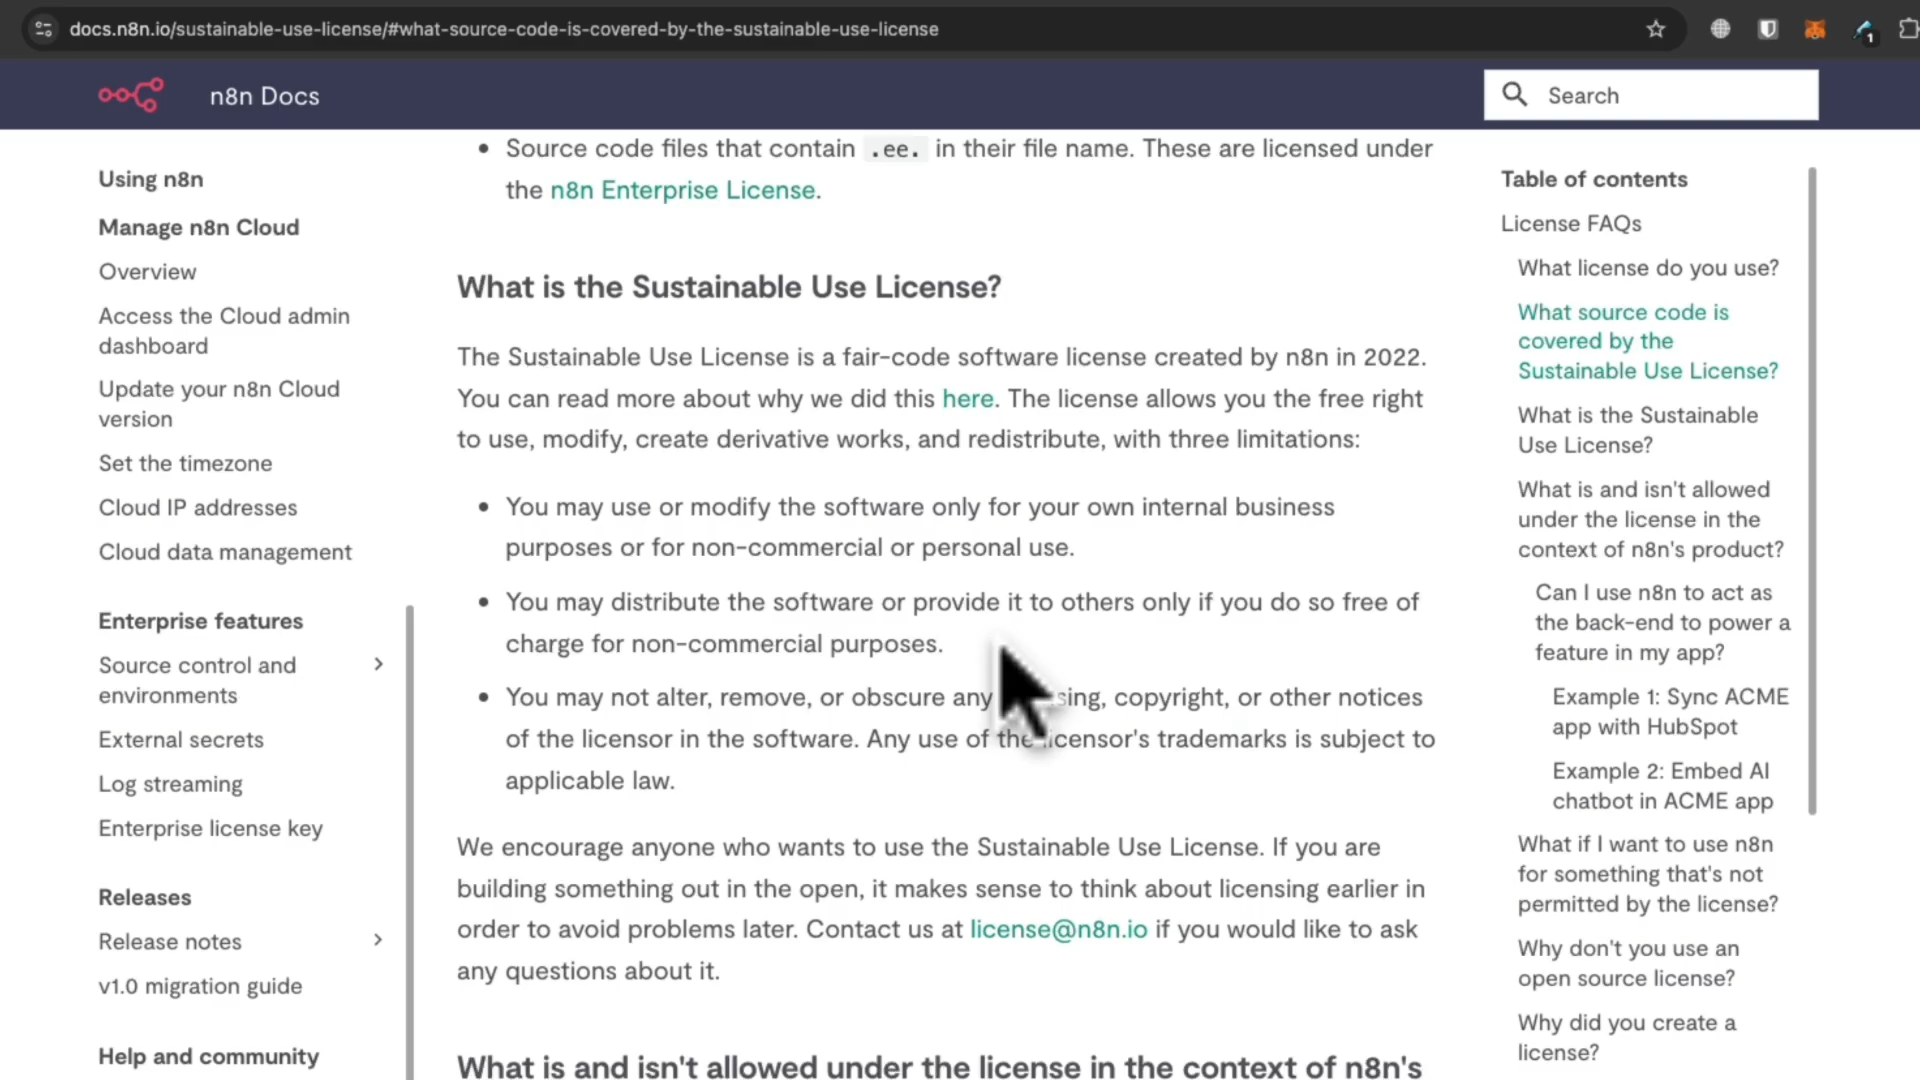 docs.n8n.io/sustainable-use-license/#what-source-code-is-covered-by-the-sustainable-use-license
1
n8n Docs
Search
Using n8n
Manage n8n Cloud
Overview
Access the Cloud admin
dashboard
Update your n8n Cloud
version
Set the timezone
Cloud IP addresses
Cloud data management
Enterprise features
Source control and
environments
External secrets
Log streaming
Enterprise license key
Releases
Release notes
v1.0 migration guide
Help and community
• Source code files that contain .ee. in their file name. These are licensed under
the n8n Enterprise License.
What is the Sustainable Use License?
The Sustainable Use License is a fair-code software license created by n8n in 2022.
You can read more about why we did this here. The license allows you the free right
to use, modify, create derivative works, and redistribute, with three limitations:
• You may use or modify the software only for your own internal business
purposes or for non-commercial or personal use.
• You may distribute the software or provide it to others only if you do so free of
charge for non-commercial purposes.
• You may not alter, remove, or obscure any sing, copyright, or other notices
of the licensor in the software. Any use of the licensor's trademarks is subject to
applicable law.
We encourage anyone who wants to use the Sustainable Use License. If you are
building something out in the open, it makes sense to think about licensing earlier in
order to avoid problems later. Contact us at license@n8n.io if you would like to ask
any questions about it.
What is and isn't allowed under the license in the context of n8n's
Table of contents
License FAQs
What license do you use?
What source code is
covered by the
Sustainable Use License?
What is the Sustainable
Use License?
What is and isn't allowed
under the license in the
context of n8n's product?
Can I use n8n to act as
the back-end to power a
feature in my app?
Example 1: Sync ACME
app with HubSpot
Example 2: Embed AI
chatbot in ACME app
What if I want to use n8n
for something that's not
permitted by the license?
Why don't you use an
open source license?
Why did you create a
license?